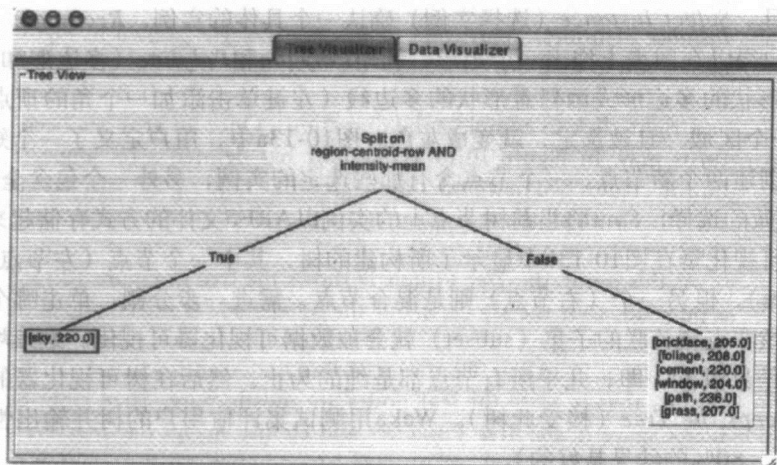 Tree Visualizer
Data Visualizer
Tree View
Split on
region-centroid-row AND
intensity-mean
True
False
[sky, 220.0]
[brickface, 205.0]
[foliage, 208.0]
[cement, 220.0]
[window, 204.0]
[path, 236.0]
[grass, 207.0]